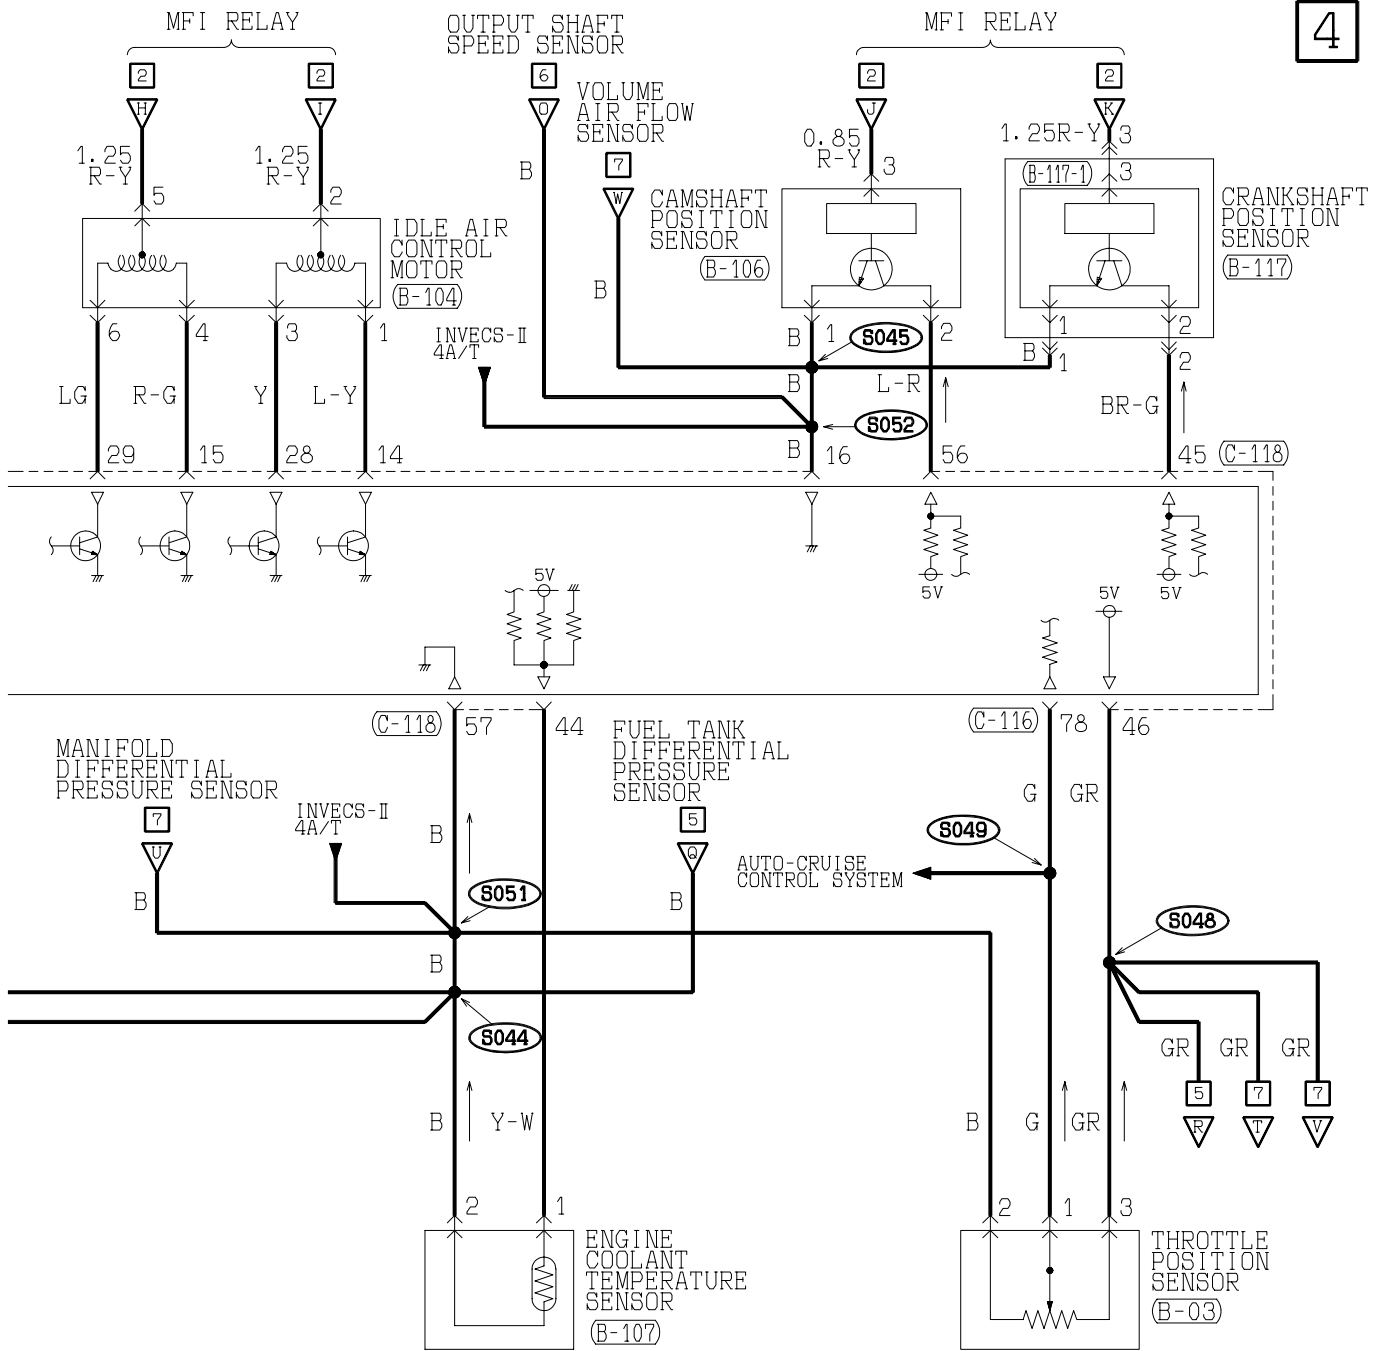 MFI RELAY
OUTPUT SHAFT
SPEED SENSOR
MFI RELAY
4
2
2
6
2
2
H
I
O
VOLUME
AIR FLOW
SENSOR
J
K
1.25
R-Y
1.25
R-Y
B
7
W
0.85
R-Y
1.25R-Y
3
5
2
3
B-117-1
3
IDLE AIR
CONTROL
MOTOR
B-104
CAMSHAFT
POSITION
SENSOR
B-106
CRANKSHAFT
POSITION
SENSOR
B-117
B
6
4
3
1
INVECS-II
4A/T
B
1
S045
2
1
2
B
1
2
LG
R-G
Y
L-Y
B
L-R
BR-G
S052
29
15
28
14
B
16
56
45
C-118
5V
5V
5V
5V
C-118
57
44
C-116
78
46
MANIFOLD
DIFFERENTIAL
PRESSURE SENSOR
FUEL TANK
DIFFERENTIAL
PRESSURE
SENSOR
7
U
INVECS-II
4A/T
B
5
Q
G
GR
S049
AUTO-CRUISE
CONTROL SYSTEM
B
S051
B
S048
B
S044
GR
GR
GR
5
7
7
R
T
V
B
Y-W
B
G
GR
2
1
2
1
3
ENGINE
COOLANT
TEMPERATURE
SENSOR
B-107
THROTTLE
POSITION
SENSOR
B-03